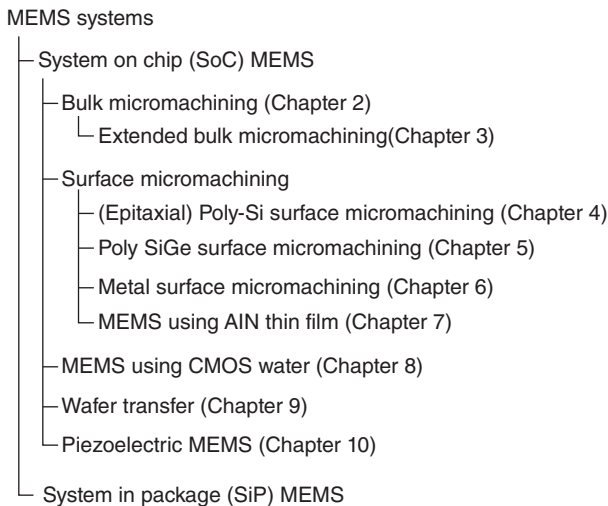 MEMS systems
System on chip (SoC) MEMS
Bulk micromachining (Chapter 2)
Extended bulk micromachining(Chapter 3)
Surface micromachining
(Epitaxial) Poly-Si surface micromachining (Chapter 4)
Poly SiGe surface micromachining (Chapter 5)
Metal surface micromachining (Chapter 6)
MEMS using AIN thin film (Chapter 7)
MEMS using CMOS water (Chapter 8)
Wafer transfer (Chapter 9)
Piezoelectric MEMS (Chapter 10)
System in package (SiP) MEMS